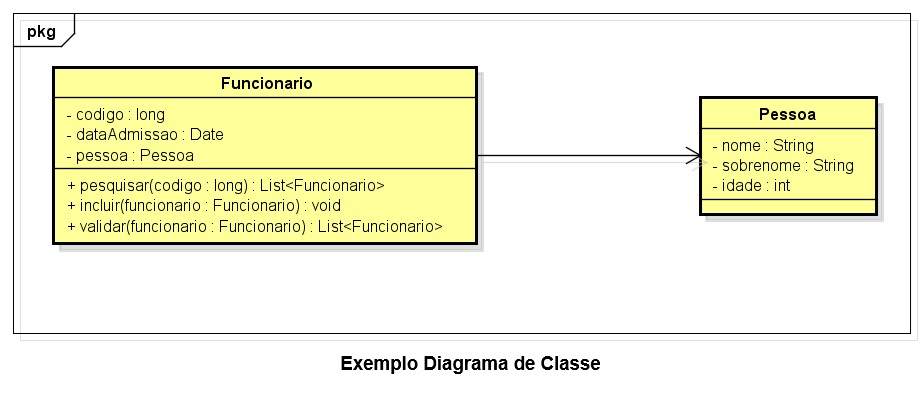 pkg
Funcionario
- codigo : long
- dataAdmissao : Date
- pessoa : Pessoa
+ pesquisar(codigo : long) : List<Funcionario>
+ incluir(funcionario : Funcionario) : void
+ validar(funcionario : Funcionario) : List<Funcionario>
Pessoa
- nome : String
- sobrenome : String
- idade : int
Exemplo Diagrama de Classe